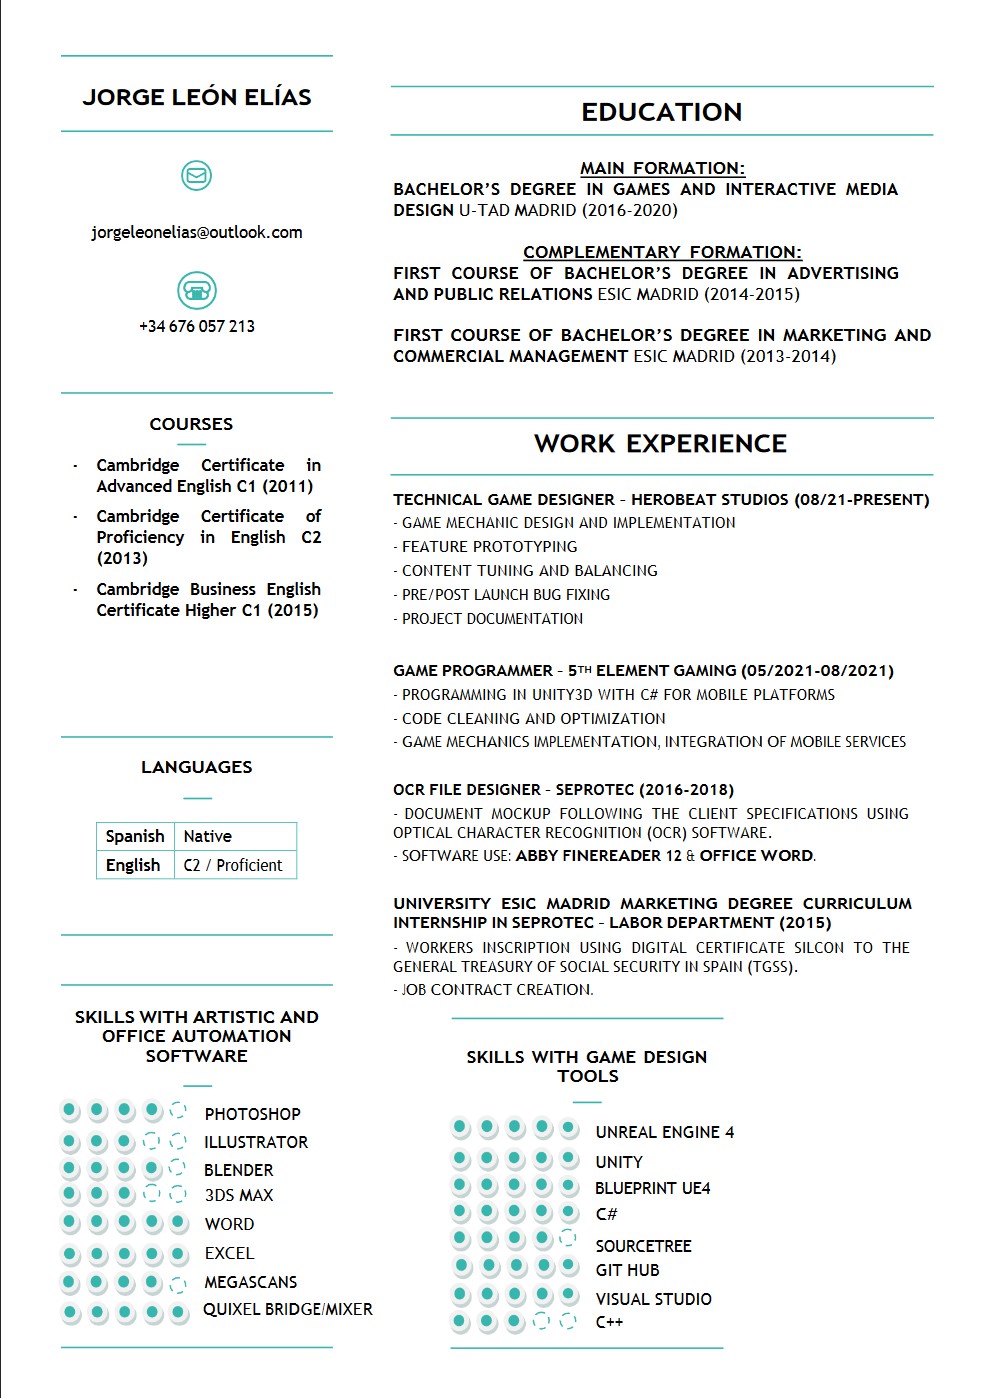 JORGE LEÓN ELÍAS
jorgeleonelias@outlook.com
+34 676 057 213
COURSES
- Cambridge Certificate in
Advanced English C1 (2011)
- Cambridge Certificate of
Proficiency in English C2
(2013)
- Cambridge Business English
Certificate Higher C1 (2015)
LANGUAGES
Spanish Native
English C2 / Proficient
SKILLS WITH ARTISTIC AND
OFFICE AUTOMATION
SOFTWARE
PHOTOSHOP
ILLUSTRATOR
BLENDER
3DS MAX
WORD
EXCEL
MEGASCANS
QUIXEL BRIDGE/MIXER
EDUCATION
MAIN FORMATION:
BACHELOR'S DEGREE IN GAMES AND INTERACTIVE MEDIA
DESIGN U-TAD MADRID (2016-2020)
COMPLEMENTARY FORMATION:
FIRST COURSE OF BACHELOR'S DEGREE IN ADVERTISING
AND PUBLIC RELATIONS ESIC MADRID (2014-2015)
FIRST COURSE OF BACHELOR'S DEGREE IN MARKETING AND
COMMERCIAL MANAGEMENT ESIC MADRID (2013-2014)
WORK EXPERIENCE
TECHNICAL GAME DESIGNER – HEROBEAT STUDIOS (08/21-PRESENT)
- GAME MECHANIC DESIGN AND IMPLEMENTATION
- FEATURE PROTOTYPING
- CONTENT TUNING AND BALANCING
- PRE/POST LAUNCH BUG FIXING
- PROJECT DOCUMENTATION
GAME PROGRAMMER – 5TH ELEMENT GAMING (05/2021-08/2021)
- PROGRAMMING IN UNITY3D WITH C# FOR MOBILE PLATFORMS
- CODE CLEANING AND OPTIMIZATION
- GAME MECHANICS IMPLEMENTATION, INTEGRATION OF MOBILE SERVICES
OCR FILE DESIGNER – SEPROTEC (2016-2018)
- DOCUMENT MOCKUP FOLLOWING THE CLIENT SPECIFICATIONS USING
OPTICAL CHARACTER RECOGNITION (OCR) SOFTWARE.
- SOFTWARE USE: ABBY FINEREADER 12 & OFFICE WORD.
UNIVERSITY ESIC MADRID MARKETING DEGREE CURRICULUM
INTERNSHIP IN SEPROTEC – LABOR DEPARTMENT (2015)
- WORKERS INSCRIPTION USING DIGITAL CERTIFICATE SILCON TO THE
GENERAL TREASURY OF SOCIAL SECURITY IN SPAIN (TGSS).
- JOB CONTRACT CREATION.
SKILLS WITH GAME DESIGN
TOOLS
UNREAL ENGINE 4
UNITY
BLUEPRINT UE4
C#
SOURCETREE
GIT HUB
VISUAL STUDIO
C++